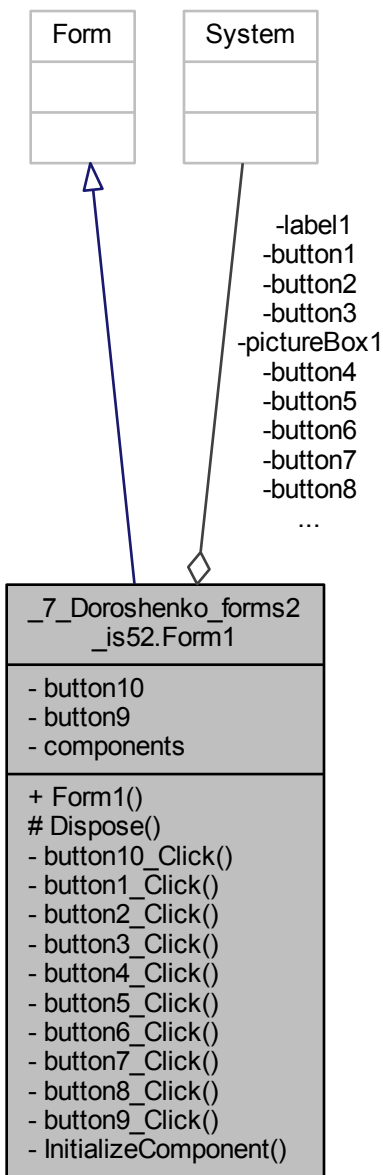 Form
System
-label1
-button1
-button2
-button3
-pictureBox1
-button4
-button5
-button6
-button7
-button8
...
_7_Doroshenko_forms2
_is52.Form1
- button10
- button9
- components
+ Form1()
# Dispose()
- button10_Click()
- button1_Click()
- button2_Click()
- button3_Click()
- button4_Click()
- button5_Click()
- button6_Click()
- button7_Click()
- button8_Click()
- button9_Click()
- InitializeComponent()